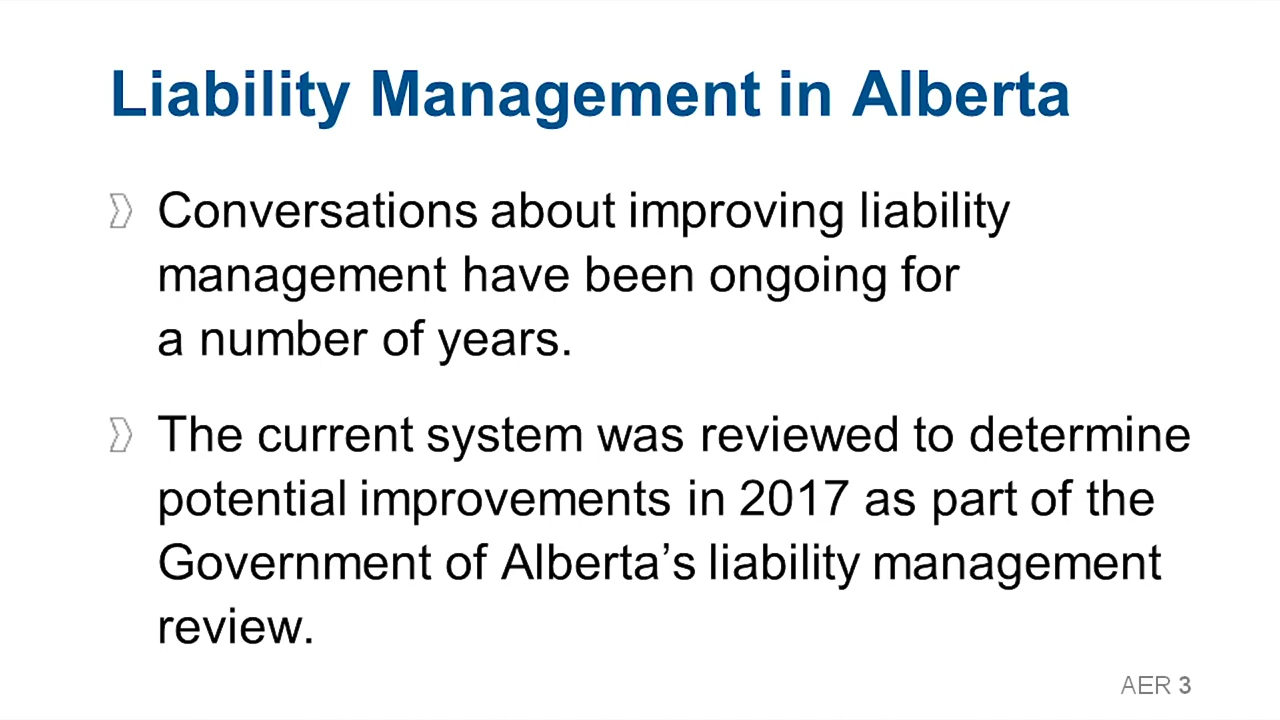 Liability Management in Alberta
Conversations about improving liability
management have been ongoing for
a number of years.
The current system was reviewed to determine
potential improvements in 2017 as part of the
Government of Alberta’s liability management
review.
AER 3